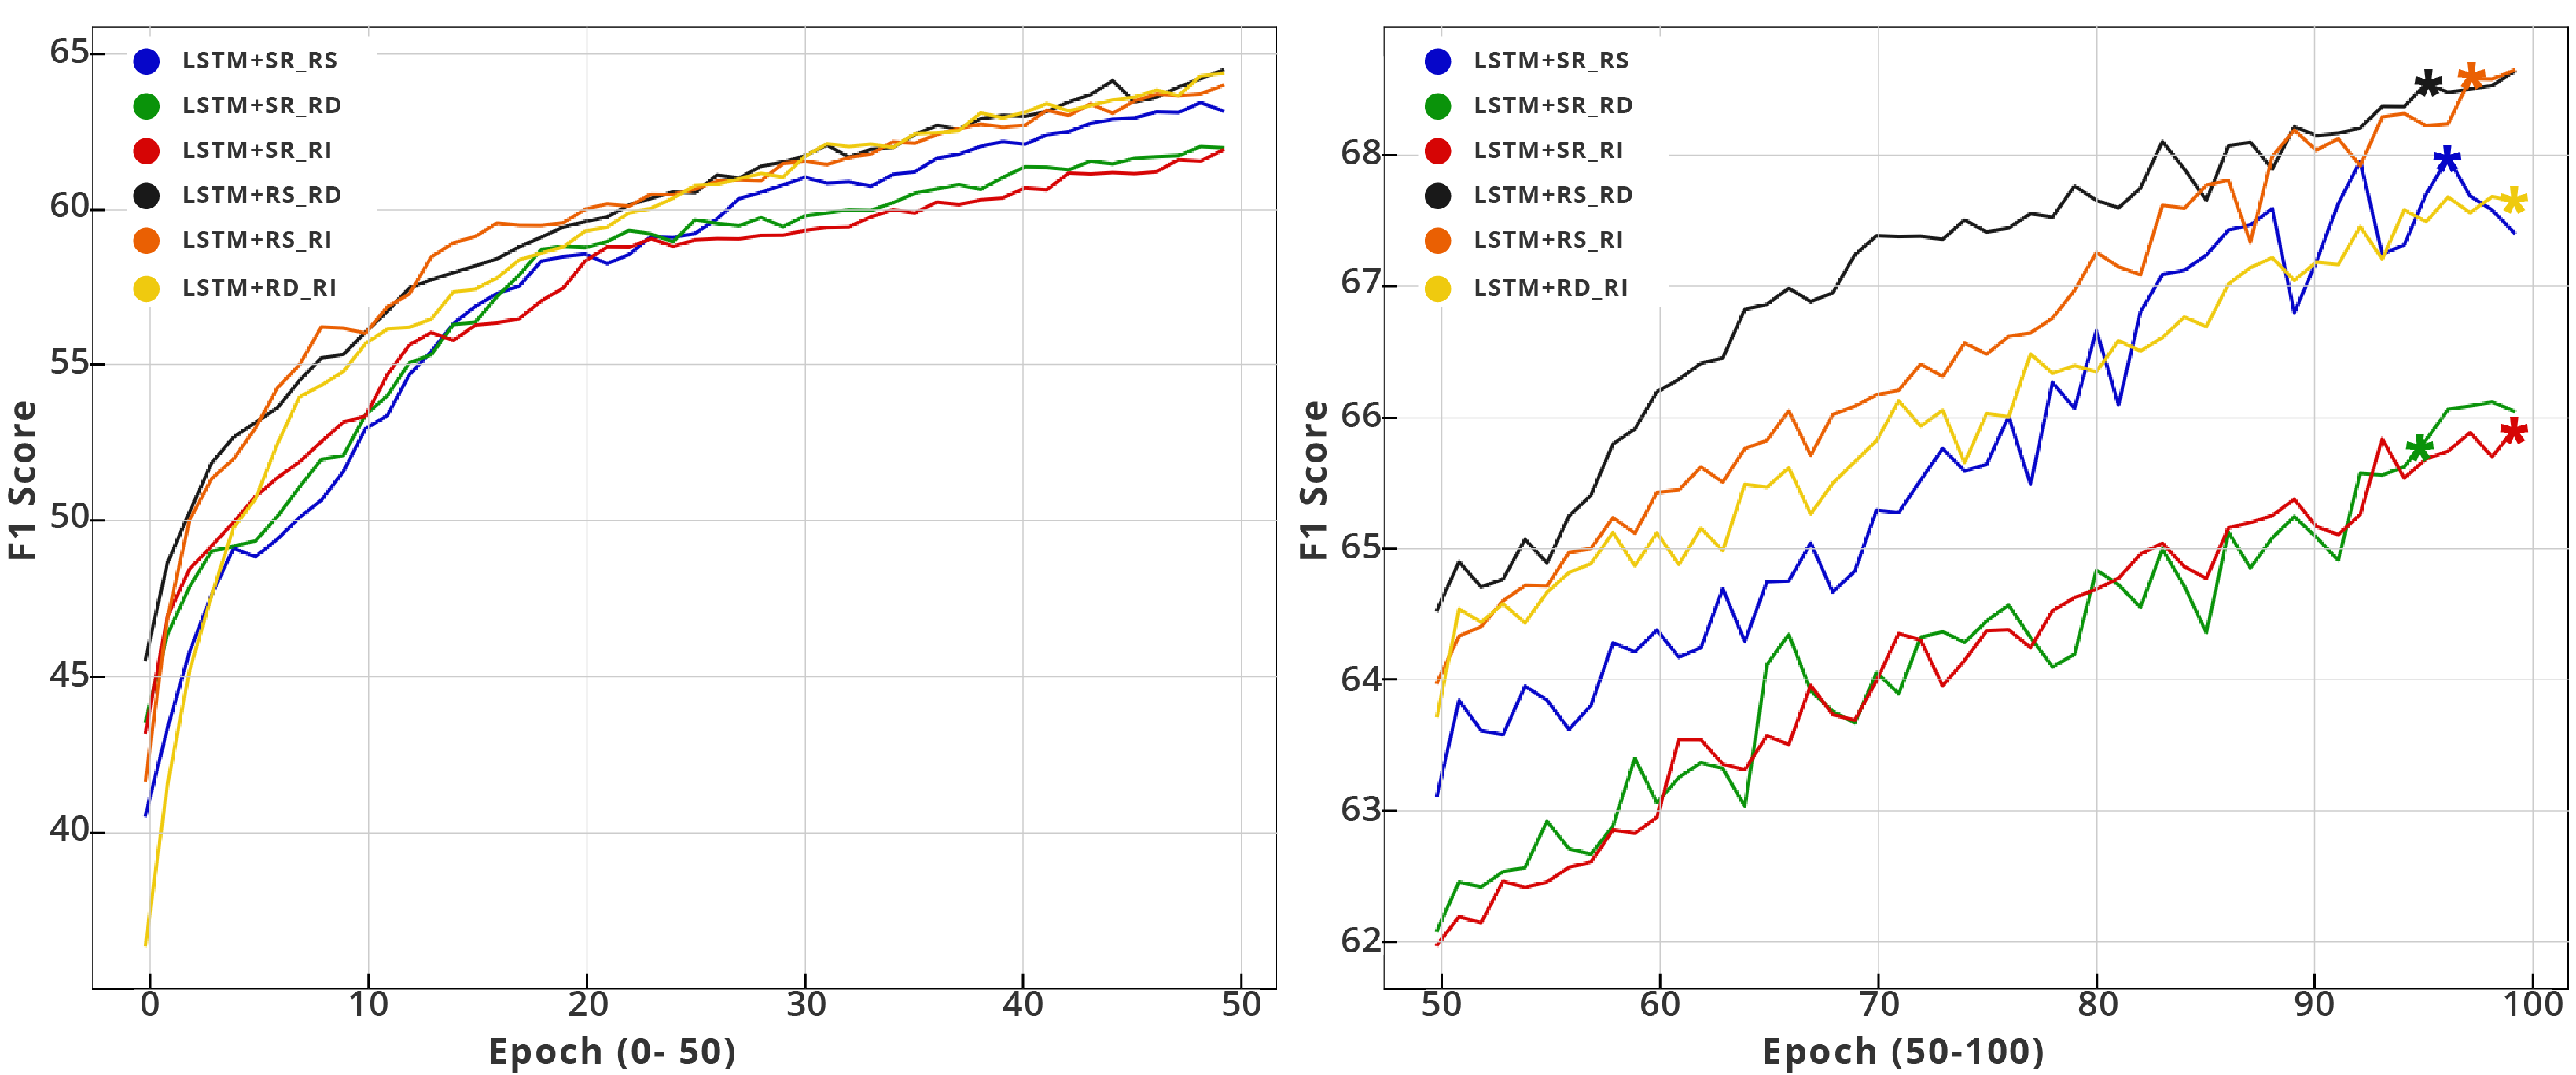 65
60
55
50
45
40
F1 Score
LSTM+SR_RS
LSTM+SR_RD
LSTM+SR_RI
LSTM+RS_RD
LSTM+RS_RI
LSTM+RD_RI
0 10 20 30 40 50
Epoch (0- 50)
68
67
66
65
64
63
62
F1 Score
LSTM+SR_RS
LSTM+SR_RD
LSTM+SR_RI
LSTM+RS_RD
LSTM+RS_RI
LSTM+RD_RI
50 60 70 80 90 100
Epoch (50-100)